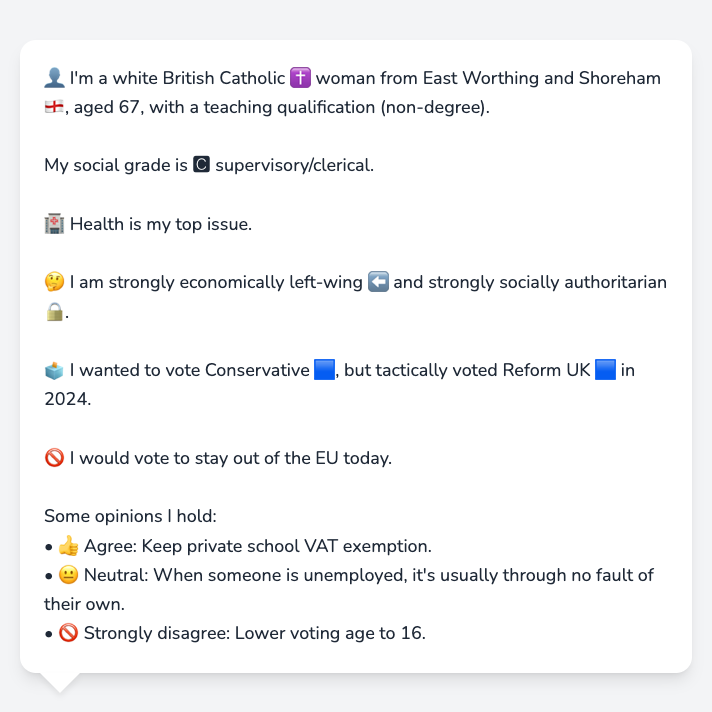 👤 I'm a white British Catholic ✝️ woman from East Worthing and Shoreham
🏴󠁧󠁢󠁥󠁮󠁧󠁿, aged 67, with a teaching qualification (non-degree).
My social grade is 🅲 supervisory/clerical.
🏥 Health is my top issue.
🤔 I am strongly economically left-wing ⬅️ and strongly socially authoritarian
🔒.
🗳️ I wanted to vote Conservative 🟦, but tactically voted Reform UK 🟦 in
2024.
🚫 I would vote to stay out of the EU today.
Some opinions I hold:
• 👍 Agree: Keep private school VAT exemption.
• 😐 Neutral: When someone is unemployed, it's usually through no fault of
their own.
• 🚫 Strongly disagree: Lower voting age to 16.